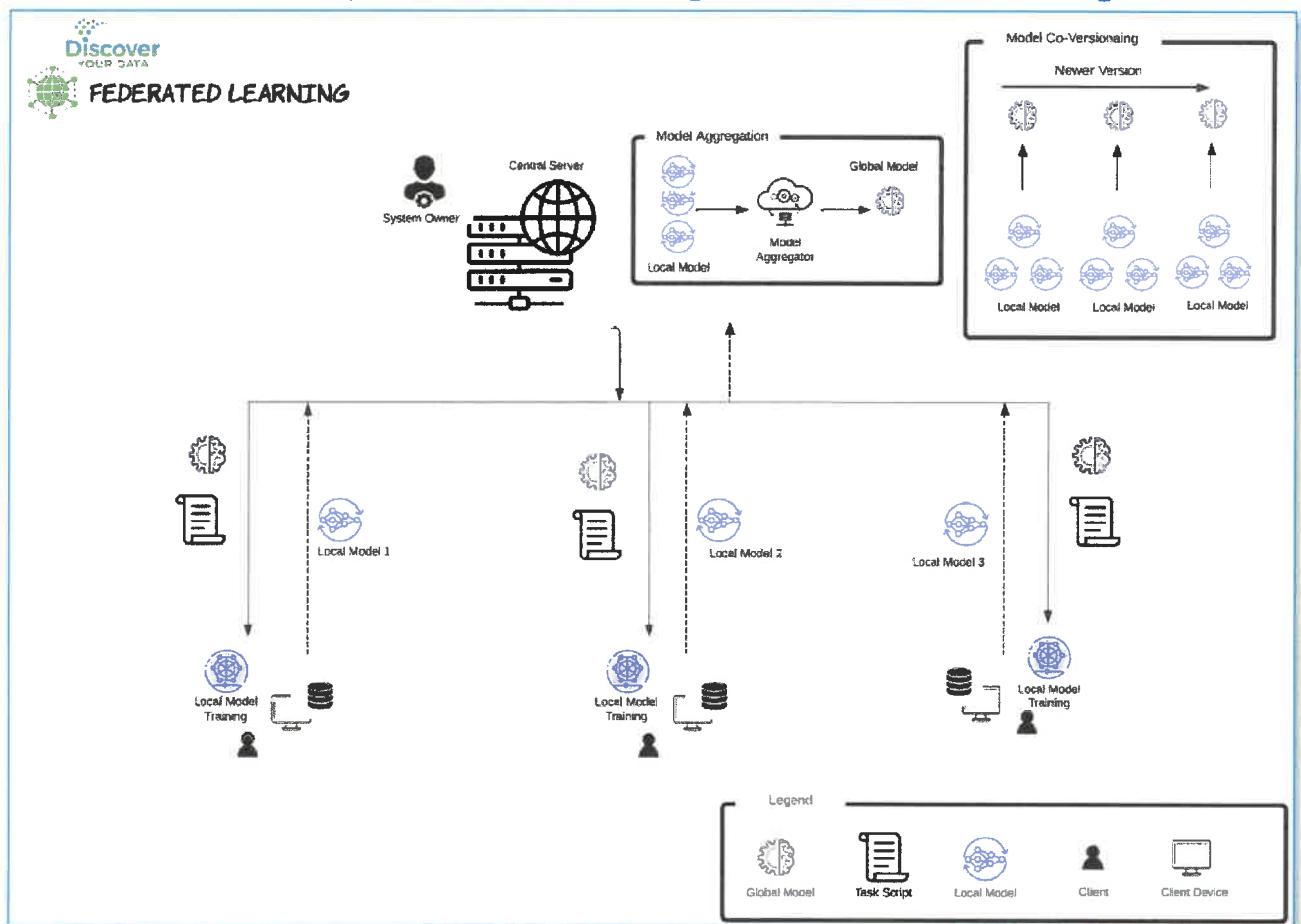 Discover
YOUR DATA
FEDERATED LEARNING
System Owner
Central Server
Model Aggregation
Local Model
Model
Aggregator
Global Model
Model Co-Versionaing
Newer Version
Local Model
Local Model
Local Model
Local Model 1
Local Model 2
Local Model 3
Local Model
Training
Local Model
Training
Local Model
Training
Legend
Global Model
Task Script
Local Model
Client
Client Device